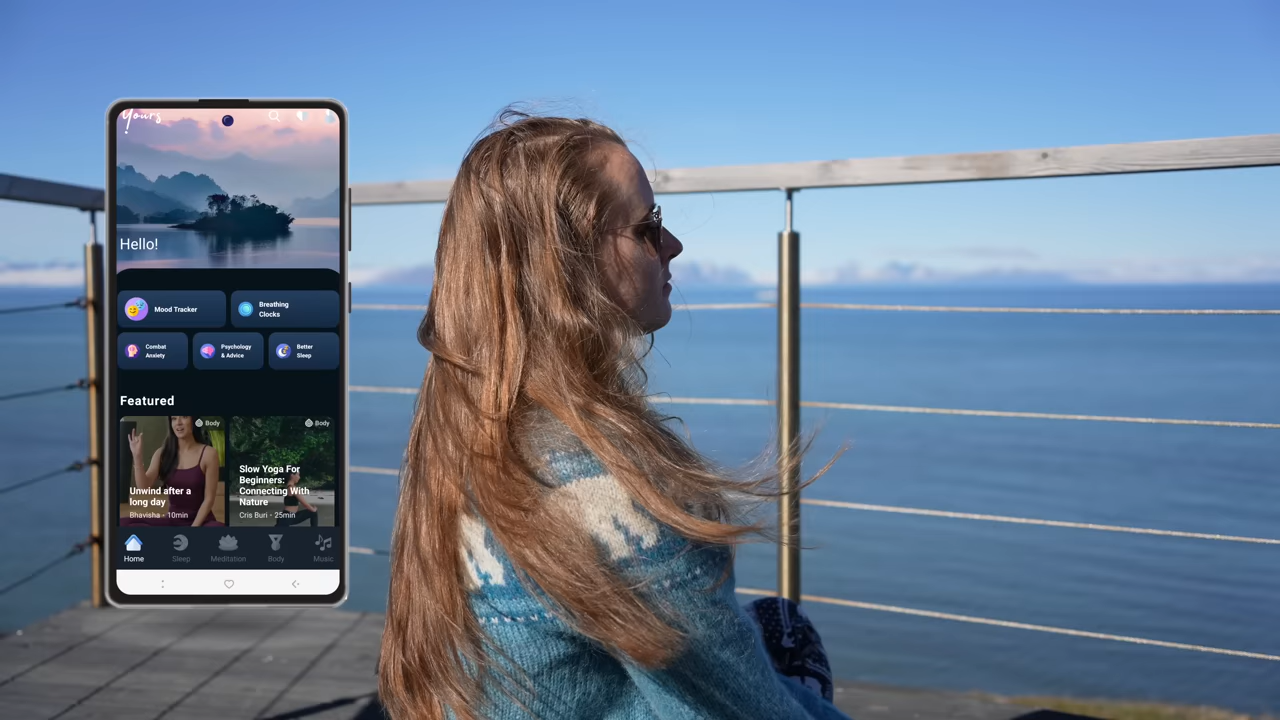 Yours
Hello!
Mood Tracker
Breathing
Clocks
Combat
Anxiety
Psychology
& Advice
Better
Sleep
Featured
Body
Unwind after a
long day
Bhavisha • 10min
Body
Slow Yoga For
Beginners:
Connecting With
Nature
Cris Buri • 25min
Home
Sleep
Meditation
Body
Music